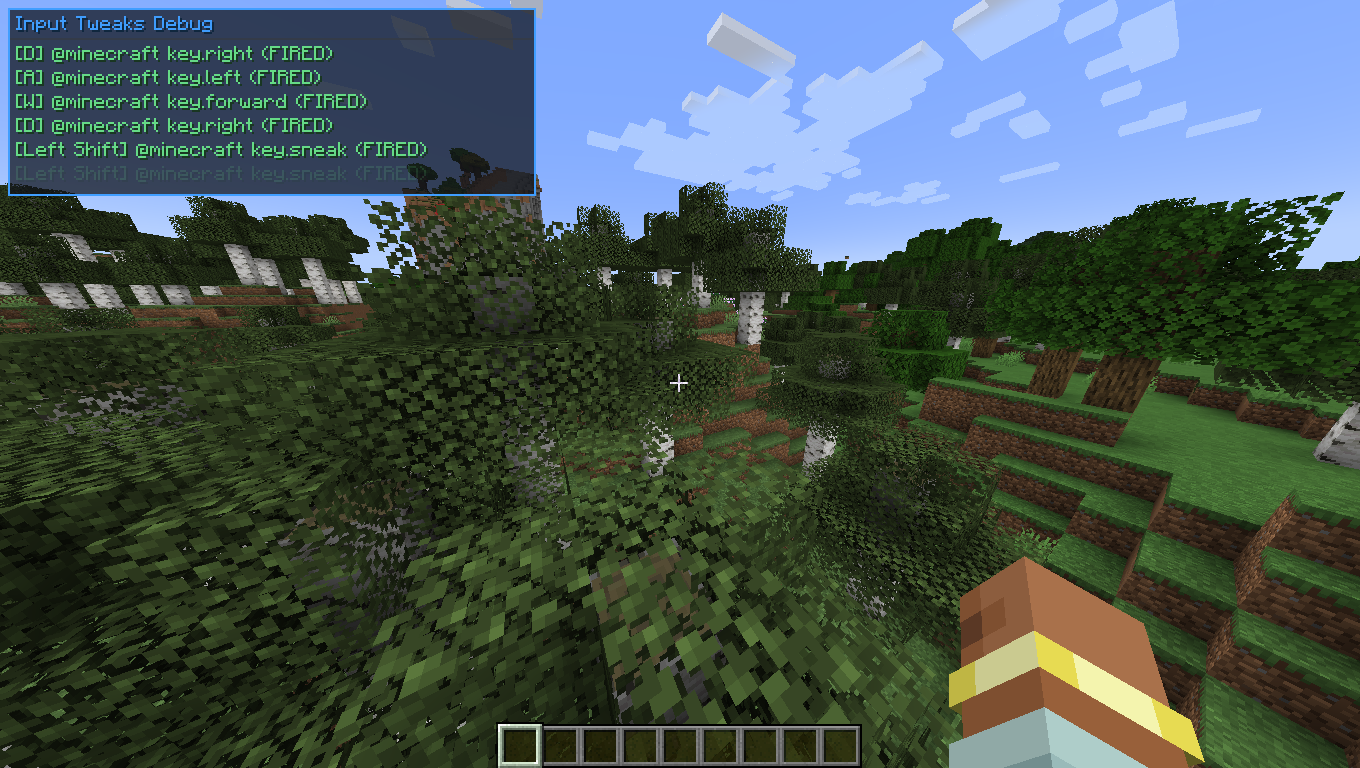 Input Tweaks Debug
[D] @minecraft key.right (FIRED)
[A] @minecraft key.left (FIRED)
[W] @minecraft key.forward (FIRED)
[D] @minecraft key.right (FIRED)
[Left Shift] @minecraft key.sneak (FIRED)
[Left Shift] @minecraft key.sneak (FIRED)